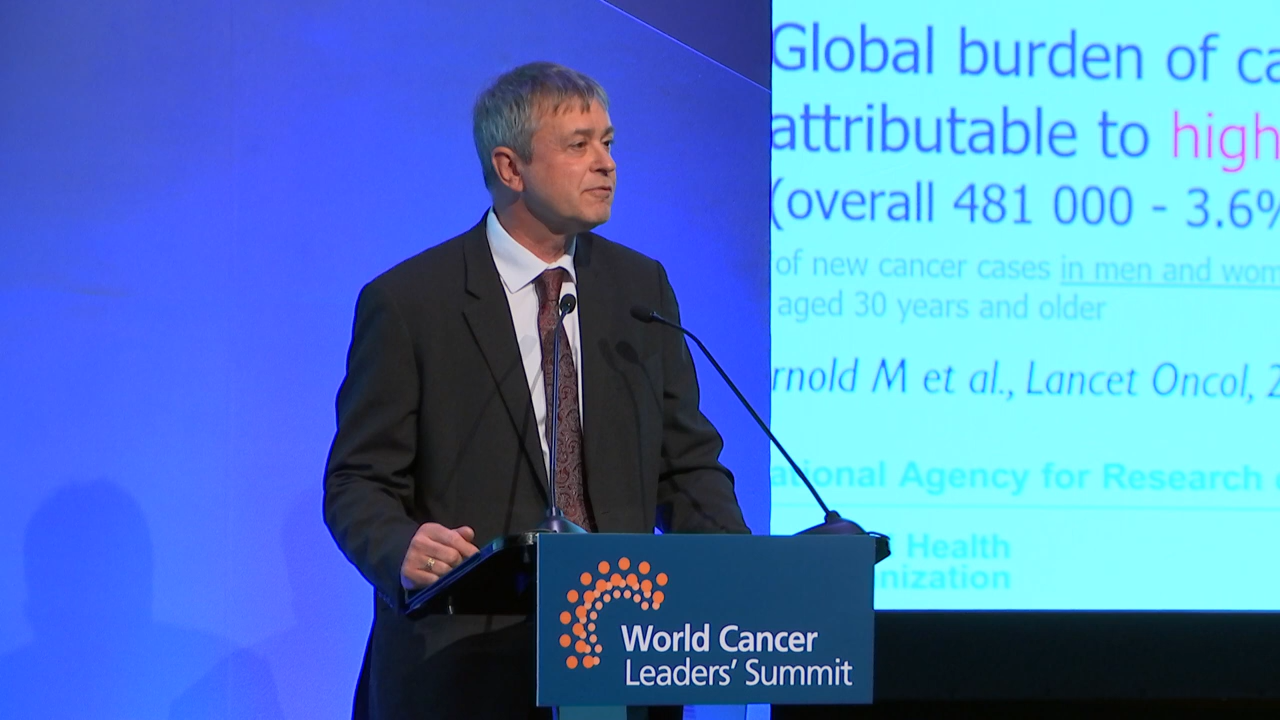 Global burden of ca
attributable to high
(overall 481 000 - 3.6%
of new cancer cases in men and wom
aged 30 years and older
rnold M et al., Lancet Oncol, 2
ational Agency for Research
Health
nization
World Cancer
Leaders' Summit